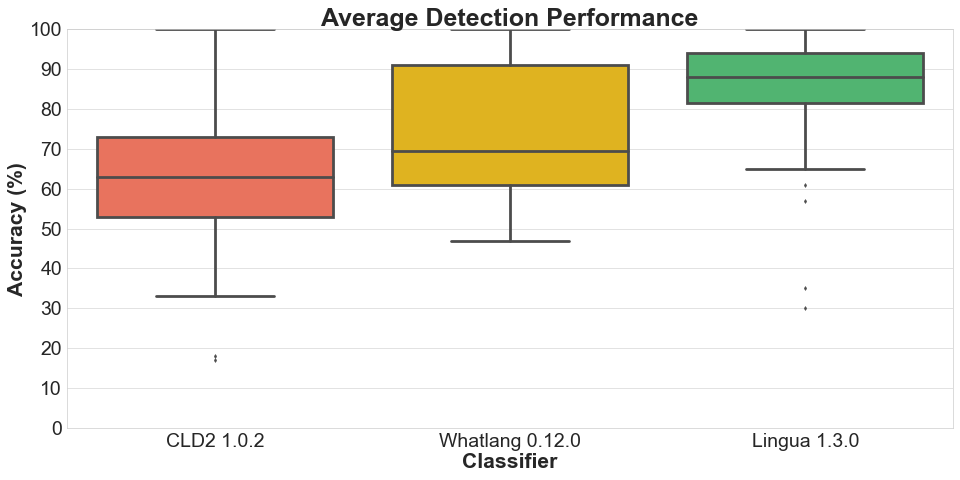 Average Detection Performance
100
90
80
70
60
50
40
30
20
10
0
Accuracy (%)
CLD2 1.0.2
Whatlang 0.12.0
Lingua 1.3.0
Classifier